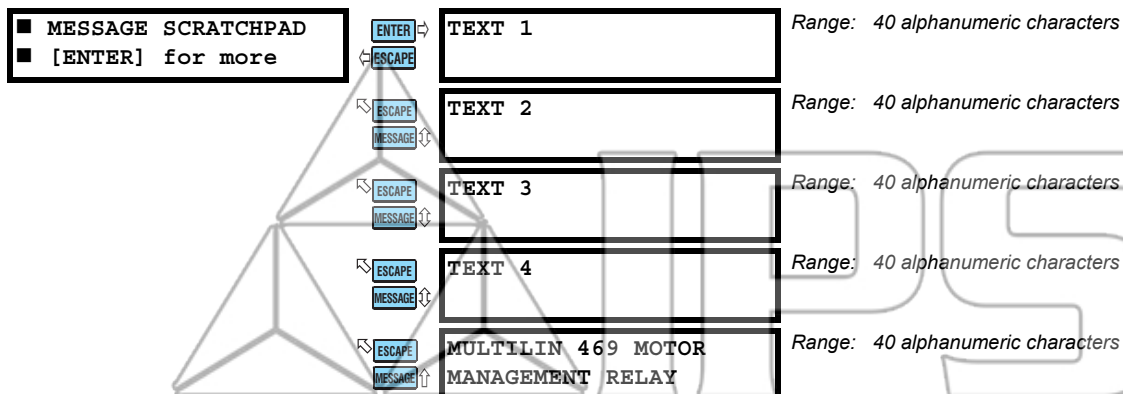 ■ MESSAGE SCRATCHPAD
■ [ENTER] for more
ENTER ⇨
⇦ ESCAPE
TEXT 1
Range: 40 alphanumeric characters
ESCAPE
MESSAGE
TEXT 2
Range: 40 alphanumeric characters
ESCAPE
MESSAGE
TEXT 3
Range: 40 alphanumeric characters
ESCAPE
MESSAGE
TEXT 4
Range: 40 alphanumeric characters
ESCAPE
MESSAGE
MULTILIN 469 MOTOR
MANAGEMENT RELAY
Range: 40 alphanumeric characters
IPS